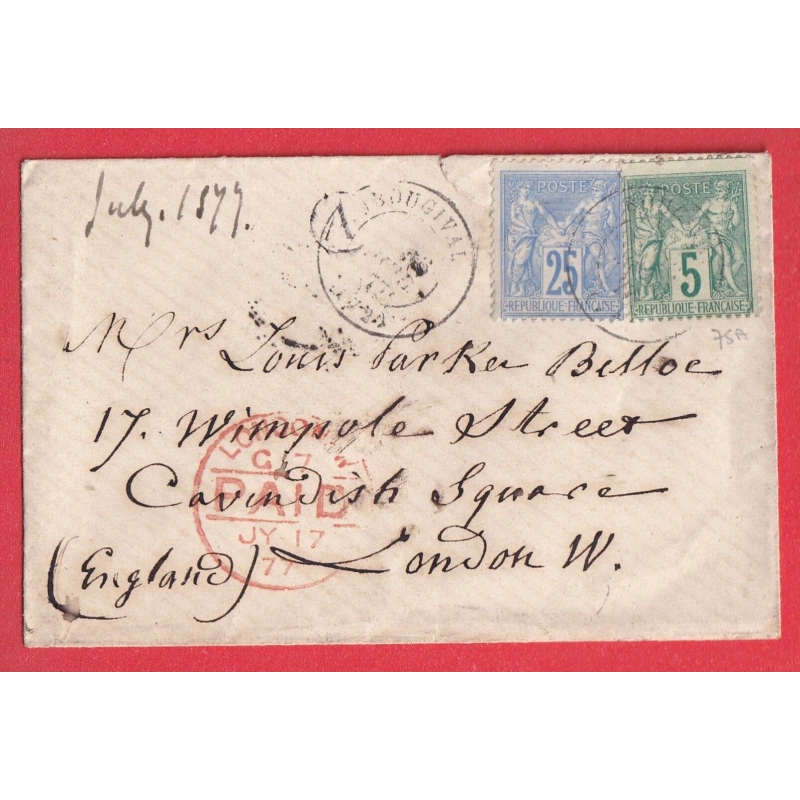 July. 1877.
BOUGIVAL
POSTE
25
REPUBLIQUE FRANÇAISE
POSTE
5
REPUBLIQUE FRANÇAISE
75A
Mrs Louis Parker Belloc
17. Wimpole Street
Cavendish Square
London W.
(England)
LONDON
PAID
JY 17
77